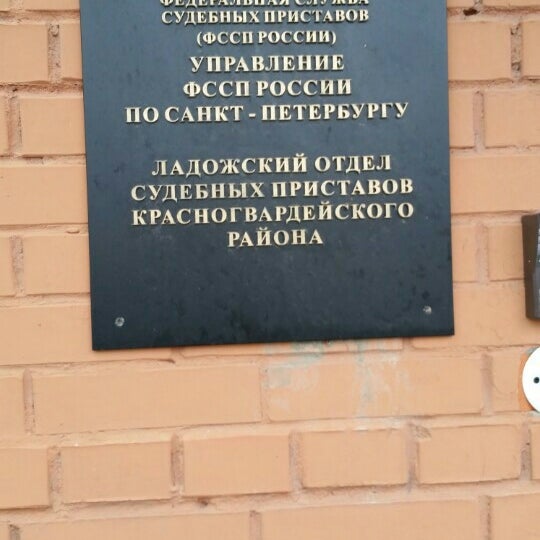 ФЕДЕРАЛЬНАЯ СЛУЖБА
СУДЕБНЫХ ПРИСТАВОВ
(ФССП РОССИИ)
УПРАВЛЕНИЕ
ФССП РОССИИ
ПО САНКТ - ПЕТЕРБУРГУ
ЛАДОЖСКИЙ ОТДЕЛ
СУДЕБНЫХ ПРИСТАВОВ
КРАСНОГВАРДЕЙСКОГО
РАЙОНА